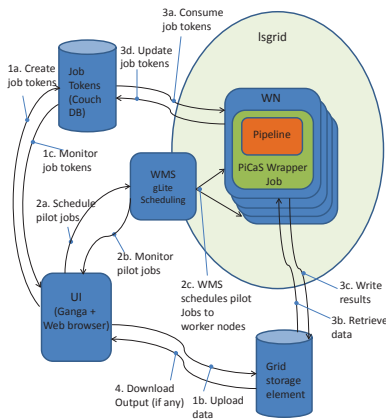 3a. Consume
job tokens
lsgrid
3d. Update
job tokens
1a. Create
job tokens
Job
Tokens
(Couch
DB)
WN
Pipeline
PiCaS Wrapper
Job
1c. Monitor
job tokens
WMS
gLite
Scheduling
2a. Schedule
pilot jobs
2b. Monitor
pilot jobs
2c. WMS
schedules pilot
Jobs to
worker nodes
3c. Write
results
UI
(Ganga +
Web browser)
3b. Retrieve
data
Grid
storage
element
4. Download
Output (if any)
1b. Upload
data